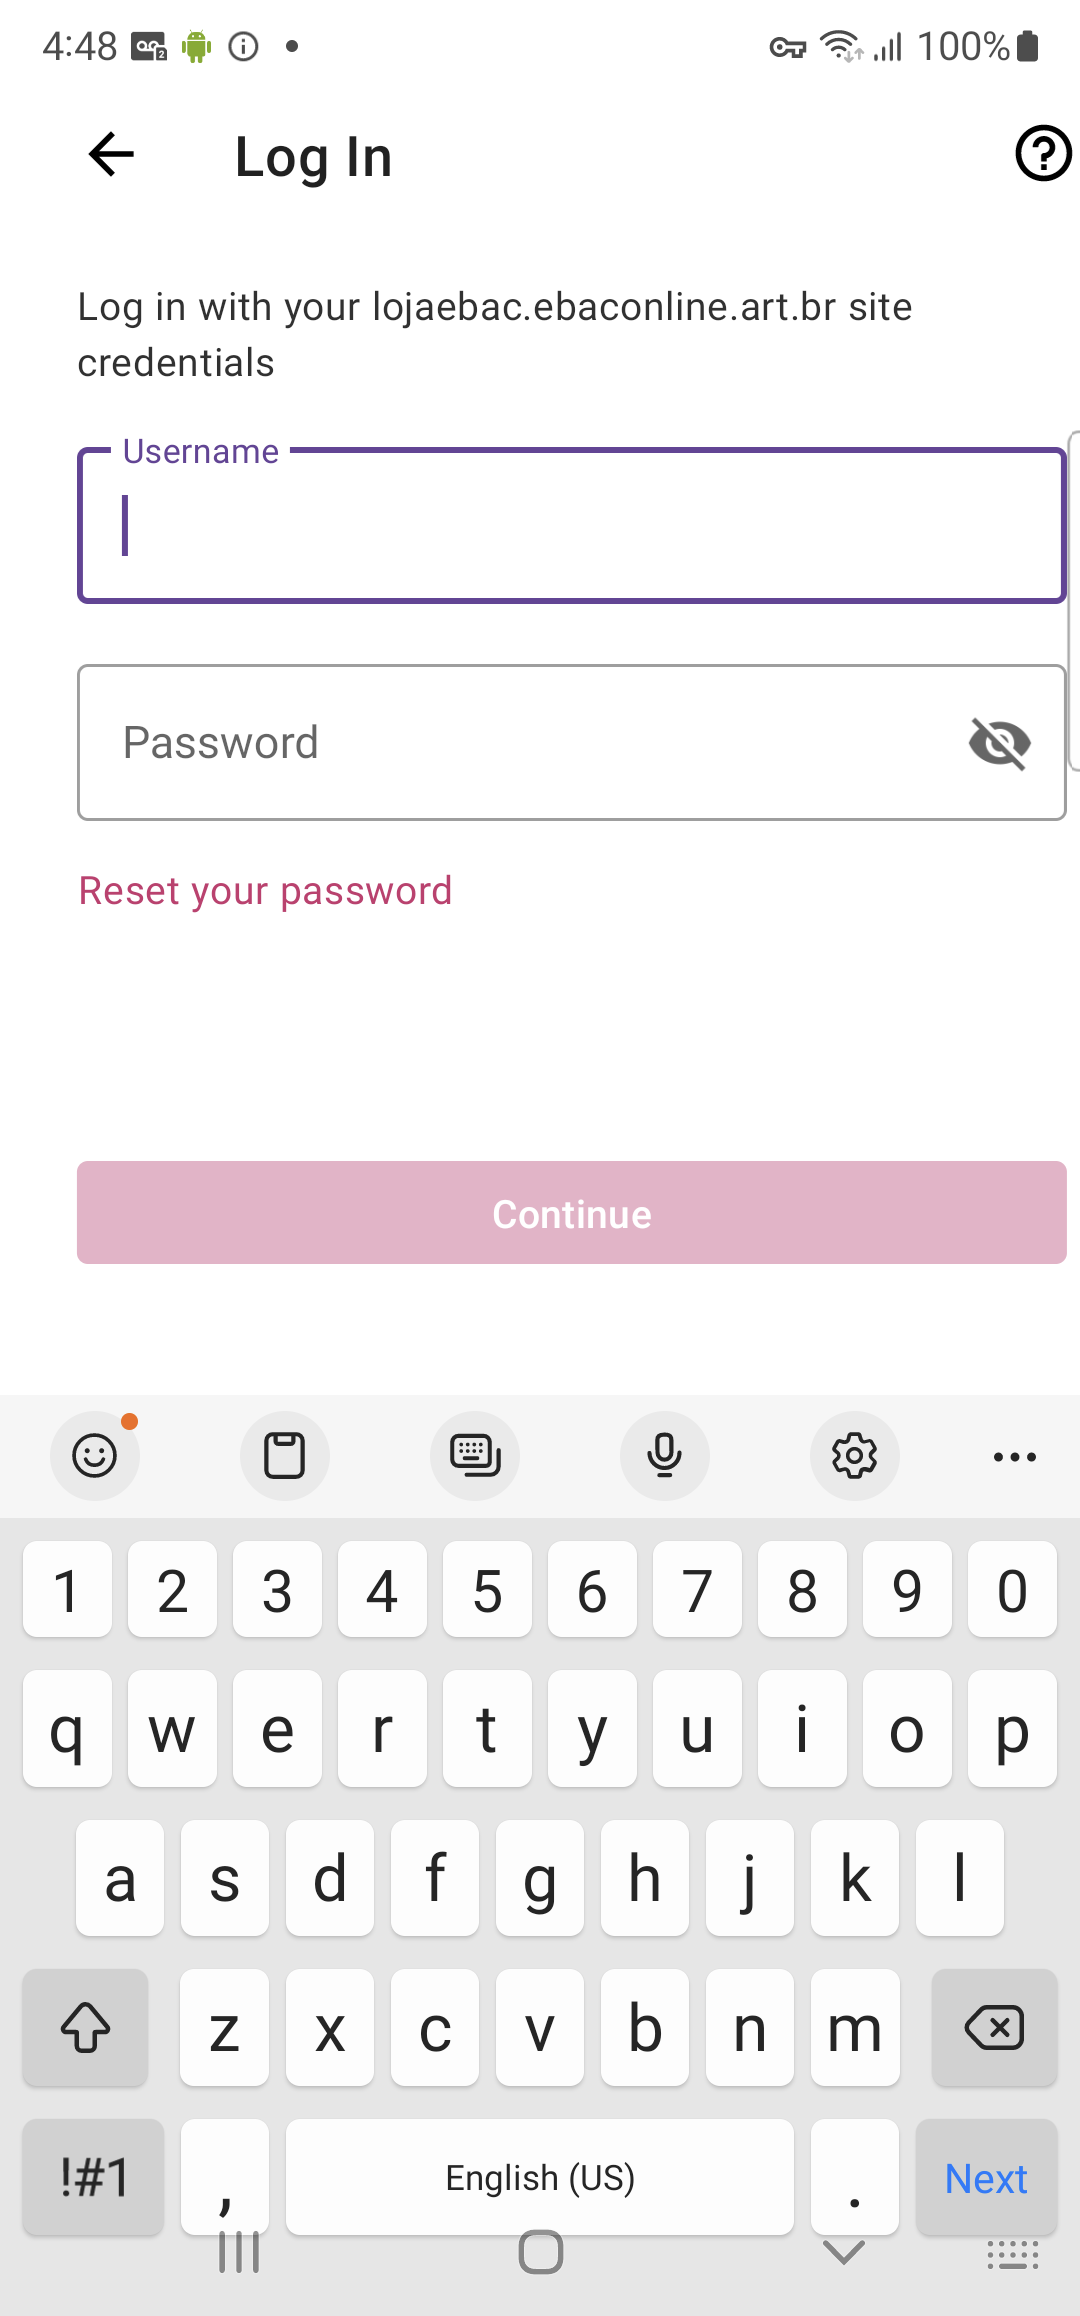 4:48 100%
Log In
Log in with your lojaebac.ebaconline.art.br site
credentials
Username
Password
Reset your password
Continue
1 2 3 4 5 6 7 8 9 0
q w e r t y u i o p
a s d f g h j k l
z x c v b n m
!#1 , English (US) . Next